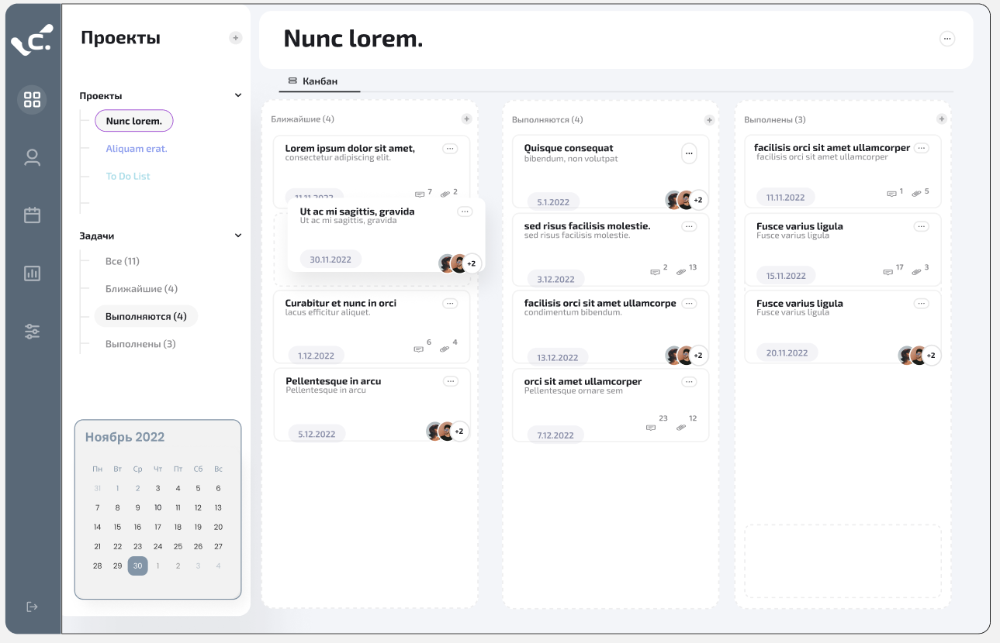 c.
Проекты
+
Проекты
Nunc lorem.
Aliquam erat.
To Do List
Задачи
Все (11)
Ближайшие (4)
Выполняются (4)
Выполнены (3)
Ноябрь 2022
Пн Вт Ср Чт Пт Сб Вс
31 1 2 3 4 5 6
7 8 9 10 11 12 13
14 15 16 17 18 19 20
21 22 23 24 25 26 27
28 29 30 1 2 3 4
Nunc lorem.
...
Канбан
Ближайшие (4)
+
Lorem ipsum dolor sit amet,
...
consectetur adipiscing elit.
11.11.2022
7 2
Ut ac mi sagittis, gravida
...
Ut ac mi sagittis, gravida
30.11.2022
+2
Curabitur et nunc in orci
...
lacus efficitur aliquet.
1.12.2022
6 4
Pellentesque in arcu
...
Pellentesque in arcu
5.12.2022
+2
Выполняются (4)
+
Quisque consequat
...
bibendum, non volutpat
5.1.2022
+2
sed risus facilisis molestie.
...
sed risus facilisis molestie.
3.12.2022
2 13
facilisis orci sit amet ullamcorpe
...
condimentum bibendum.
13.12.2022
+2
orci sit amet ullamcorper
...
Pellentesque ornare sem
7.12.2022
23 12
Выполнены (3)
+
facilisis orci sit amet ullamcorper
...
facilisis orci sit amet ullamcorper
11.11.2022
1 5
Fusce varius ligula
...
Fusce varius ligula
15.11.2022
17 3
Fusce varius ligula
...
Fusce varius ligula
20.11.2022
+2